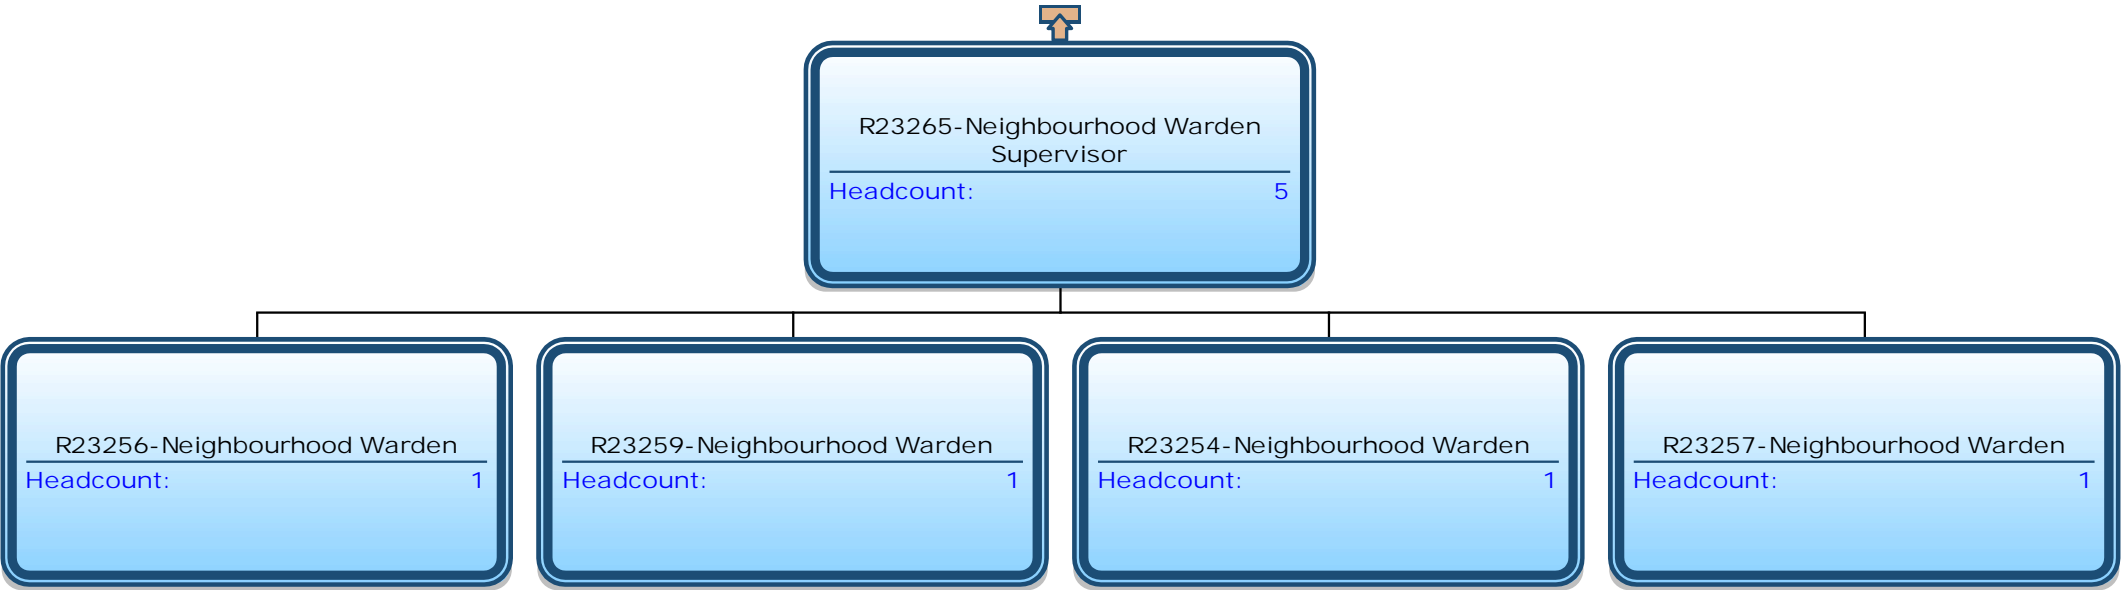 R23265-Neighbourhood Warden
Supervisor
Headcount: 5
R23256-Neighbourhood Warden
Headcount: 1
R23259-Neighbourhood Warden
Headcount: 1
R23254-Neighbourhood Warden
Headcount: 1
R23257-Neighbourhood Warden
Headcount: 1